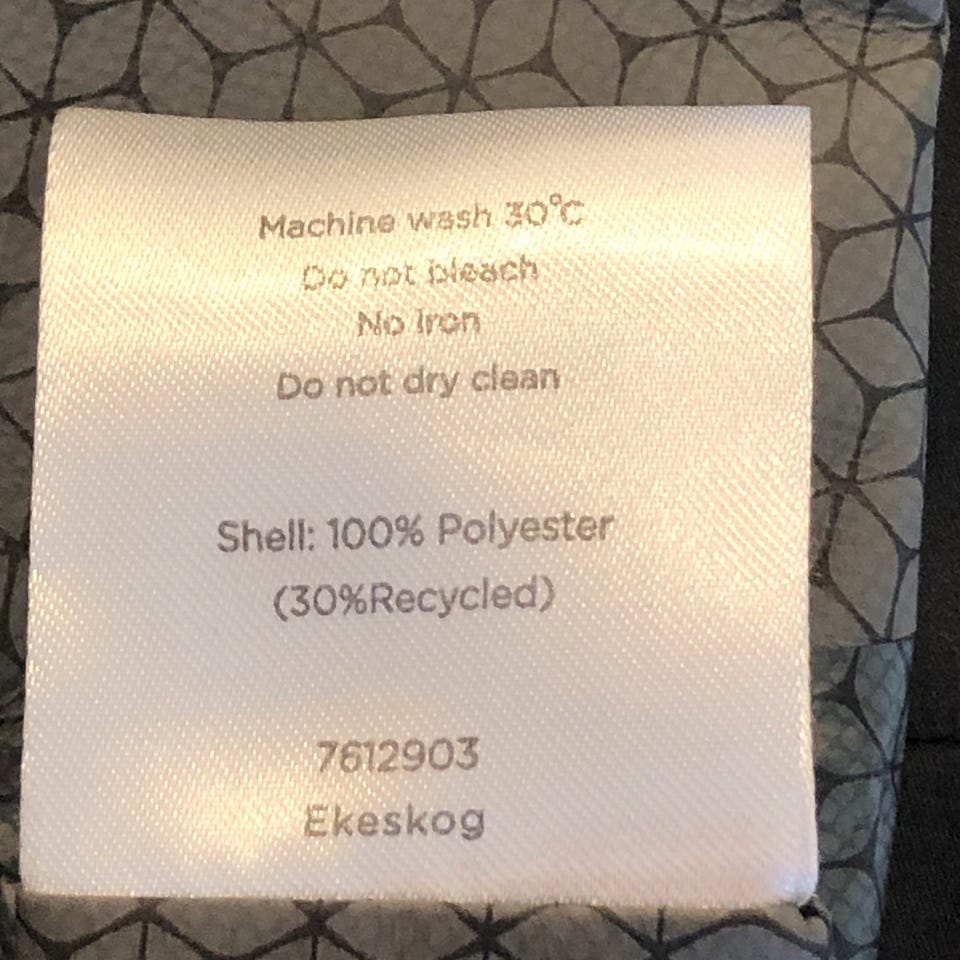 Machine wash 30°C
Do not bleach
No Iron
Do not dry clean
Shell: 100% Polyester
(30%Recycled)
7612903
Ekeskog